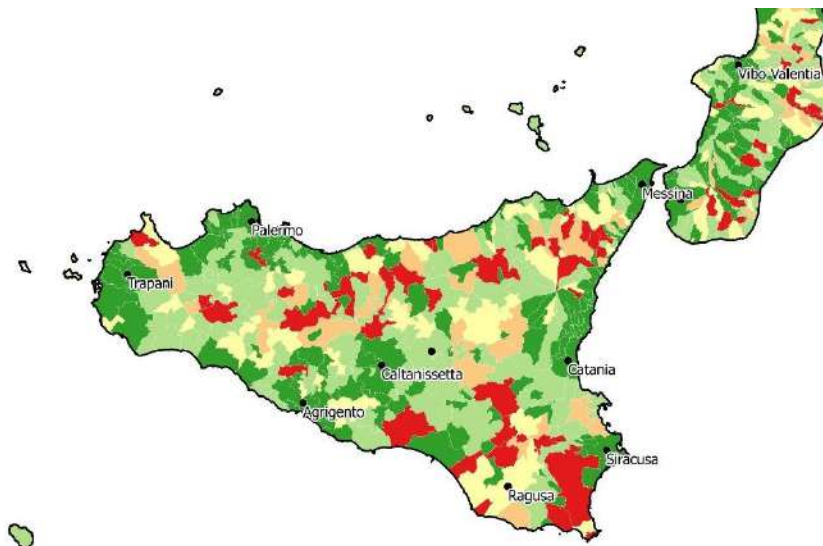 Vibo Valentia
Messina
Palermo
Trapani
Caltanissetta
Catania
Agrigento
Siracusa
Ragusa